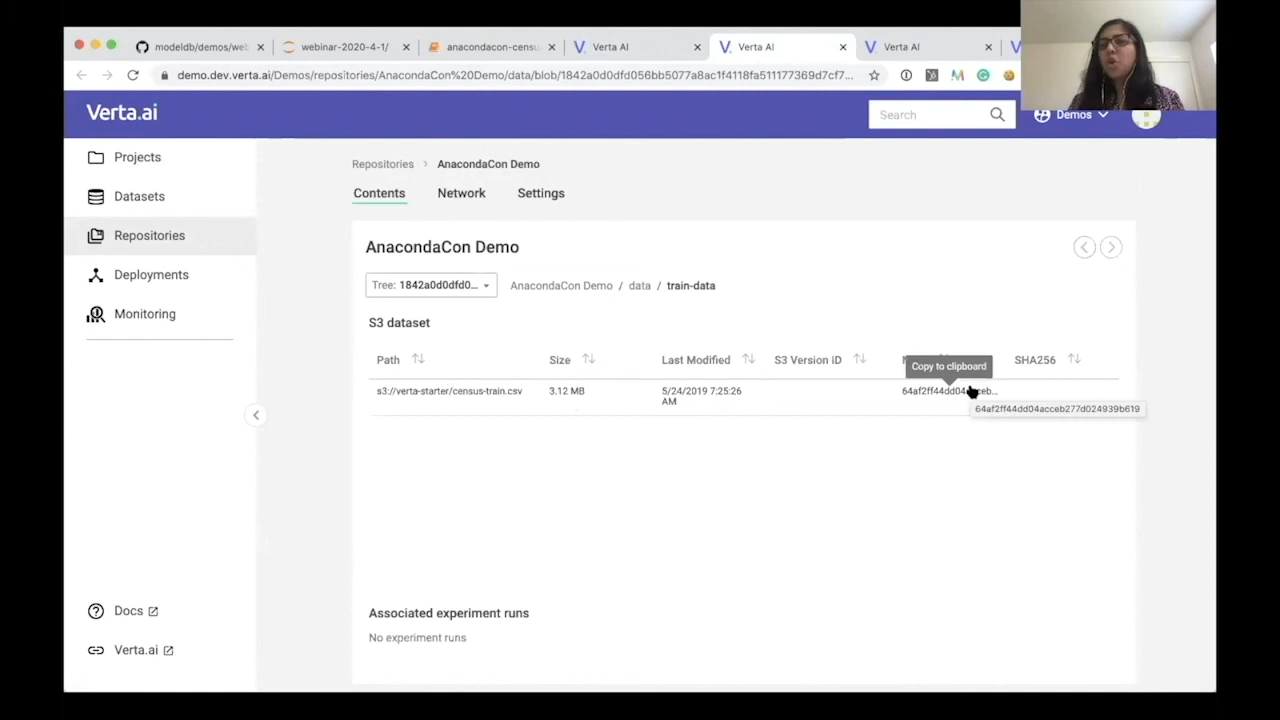 modeldb/demos/we
webinar-2020-4-1/
anacondacon-censu
Verta AI
Verta AI
Verta AI
demo.dev.verta.ai/Demos/repositories/AnacondaCon%20Demo/data/blob/1842a0d0dfd056bb5077a8ac1f4118fa511177369d7cf7...
Verta.ai
Search
Demos
Projects
Datasets
Repositories
Deployments
Monitoring
Docs
Verta.ai
Repositories > AnacondaCon Demo
Contents Network Settings
AnacondaCon Demo
Tree: 1842a0d0dfd0... AnacondaCon Demo / data / train-data
S3 dataset
Path Size Last Modified S3 Version ID SHA256
Copy to clipboard
s3://verta-starter/census-train.csv 3.12 MB 5/24/2019 7:25:26 64af2ff44dd04acceb...
AM
64af2ff44dd04acceb277d024939b619
Associated experiment runs
No experiment runs